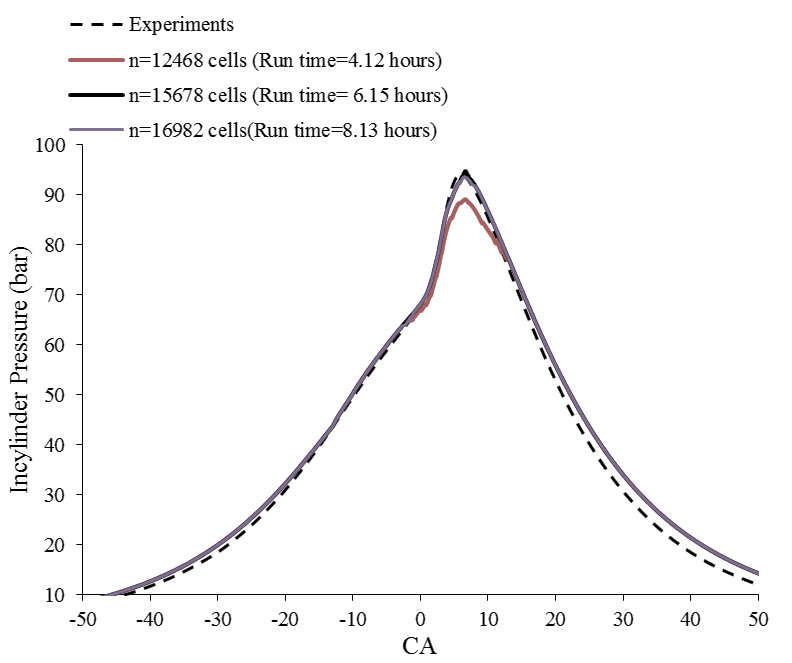 Experiments
n=12468 cells (Run time=4.12 hours)
n=15678 cells (Run time= 6.15 hours)
n=16982 cells(Run time=8.13 hours)
100
90
80
70
60
50
40
30
20
10
Incylinder Pressure (bar)
-50 -40 -30 -20 -10 0 10 20 30 40 50
CA